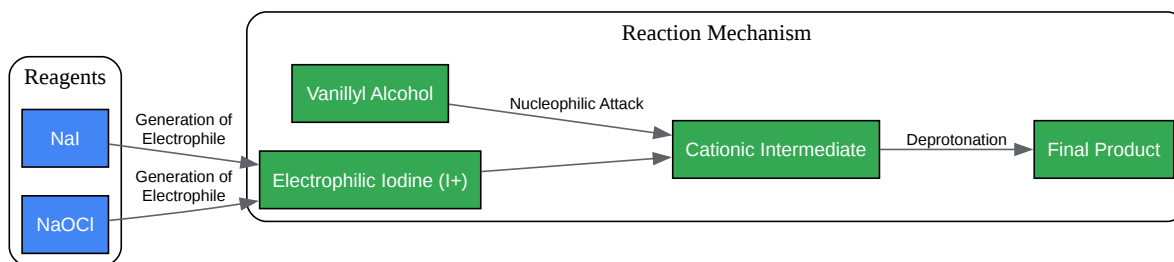 Reaction Mechanism
Reagents
NaI
NaOCl
Generation of
Electrophile
Generation of
Electrophile
Vanillyl Alcohol
Electrophilic Iodine (I+)
Nucleophilic Attack
Cationic Intermediate
Deprotonation
Final Product